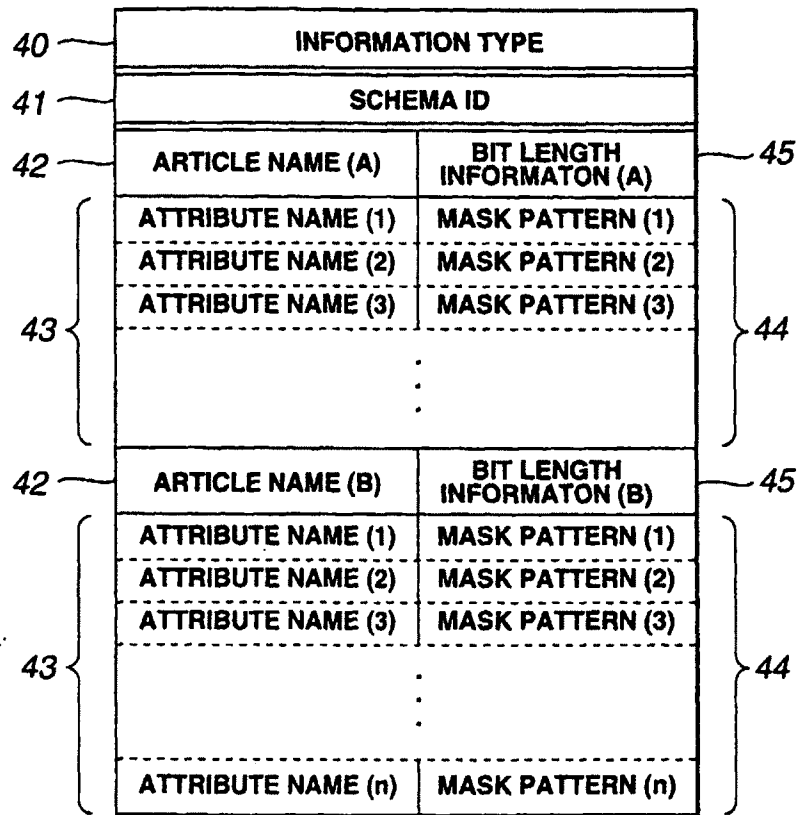 40 INFORMATION TYPE
41 SCHEMA ID
42 ARTICLE NAME (A) BIT LENGTH INFORMATON (A) 45
ATTRIBUTE NAME (1) MASK PATTERN (1)
ATTRIBUTE NAME (2) MASK PATTERN (2)
43 ATTRIBUTE NAME (3) MASK PATTERN (3) 44
42 ARTICLE NAME (B) BIT LENGTH INFORMATON (B) 45
ATTRIBUTE NAME (1) MASK PATTERN (1)
ATTRIBUTE NAME (2) MASK PATTERN (2)
ATTRIBUTE NAME (3) MASK PATTERN (3)
43 44
ATTRIBUTE NAME (n) MASK PATTERN (n)